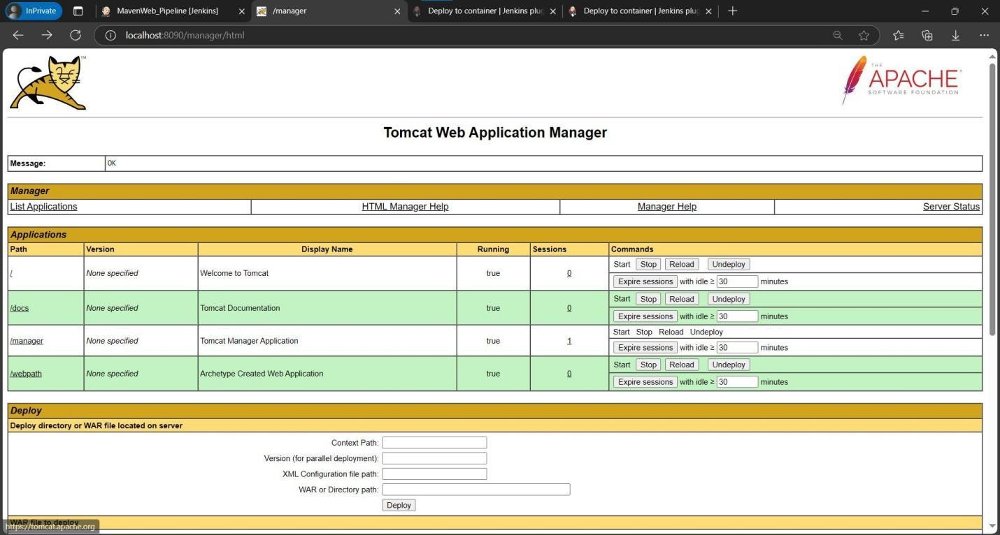 InPrivate
MavenWeb_Pipeline [Jenkins]
/manager
Deploy to container | Jenkins plug
Deploy to container | Jenkins plug
localhost:8090/manager/html
TM
THE
APACHE®
SOFTWARE FOUNDATION
Tomcat Web Application Manager
Message: OK
Manager
List Applications HTML Manager Help Manager Help Server Status
Applications
Path Version Display Name Running Sessions Commands
/ None specified Welcome to Tomcat true 0 Start Stop Reload Undeploy
Expire sessions with idle ≥ 30 minutes
/docs None specified Tomcat Documentation true 0 Start Stop Reload Undeploy
Expire sessions with idle ≥ 30 minutes
/manager None specified Tomcat Manager Application true 1 Start Stop Reload Undeploy
Expire sessions with idle ≥ 30 minutes
/webpath None specified Archetype Created Web Application true 0 Start Stop Reload Undeploy
Expire sessions with idle ≥ 30 minutes
Deploy
Deploy directory or WAR file located on server
Context Path:
Version (for parallel deployment):
XML Configuration file path:
WAR or Directory path:
Deploy
WAR file to deploy
https://tomcat.apache.org